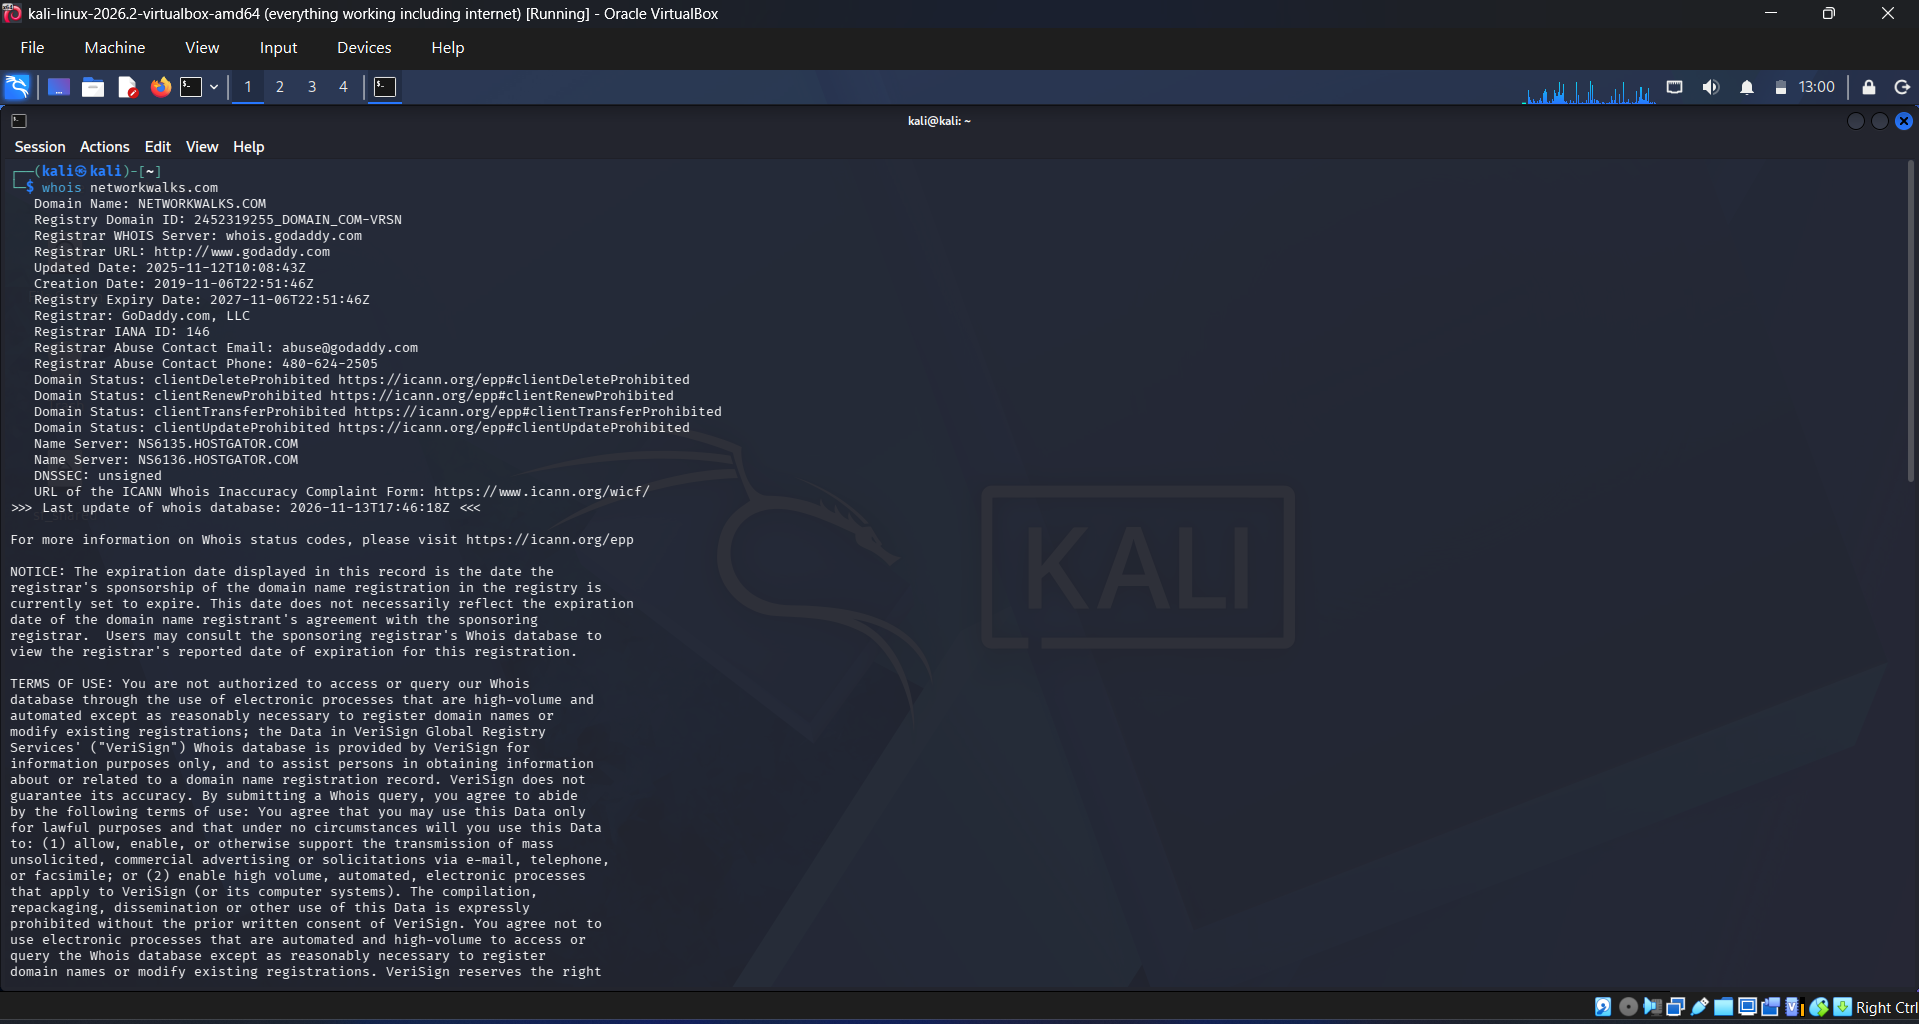 kali-linux-2026.2-virtualbox-amd64 (everything working including internet) [Running] - Oracle VirtualBox
File Machine View Input Devices Help
1 2 3 4 13:00
kali@kali: ~
Session Actions Edit View Help
┌──(kali㉿kali)-[~]
└─$ whois networkwalks.com
Domain Name: NETWORKWALKS.COM
Registry Domain ID: 2452319255_DOMAIN_COM-VRSN
Registrar WHOIS Server: whois.godaddy.com
Registrar URL: http://www.godaddy.com
Updated Date: 2025-11-12T10:08:43Z
Creation Date: 2019-11-06T22:51:46Z
Registry Expiry Date: 2027-11-06T22:51:46Z
Registrar: GoDaddy.com, LLC
Registrar IANA ID: 146
Registrar Abuse Contact Email: abuse@godaddy.com
Registrar Abuse Contact Phone: 480-624-2505
Domain Status: clientDeleteProhibited https://icann.org/epp#clientDeleteProhibited
Domain Status: clientRenewProhibited https://icann.org/epp#clientRenewProhibited
Domain Status: clientTransferProhibited https://icann.org/epp#clientTransferProhibited
Domain Status: clientUpdateProhibited https://icann.org/epp#clientUpdateProhibited
Name Server: NS6135.HOSTGATOR.COM
Name Server: NS6136.HOSTGATOR.COM
DNSSEC: unsigned
URL of the ICANN Whois Inaccuracy Complaint Form: https://www.icann.org/wicf/
>>> Last update of whois database: 2026-11-13T17:46:18Z <<<
For more information on Whois status codes, please visit https://icann.org/epp
NOTICE: The expiration date displayed in this record is the date the
registrar's sponsorship of the domain name registration in the registry is
currently set to expire. This date does not necessarily reflect the expiration
date of the domain name registrant's agreement with the sponsoring
registrar.  Users may consult the sponsoring registrar's Whois database to
view the registrar's reported date of expiration for this registration.
TERMS OF USE: You are not authorized to access or query our Whois
database through the use of electronic processes that are high-volume and
automated except as reasonably necessary to register domain names or
modify existing registrations; the Data in VeriSign Global Registry
Services' ("VeriSign") Whois database is provided by VeriSign for
information purposes only, and to assist persons in obtaining information
about or related to a domain name registration record. VeriSign does not
guarantee its accuracy. By submitting a Whois query, you agree to abide
by the following terms of use: You agree that you may use this Data only
for lawful purposes and that under no circumstances will you use this Data
to: (1) allow, enable, or otherwise support the transmission of mass
unsolicited, commercial advertising or solicitations via e-mail, telephone,
or facsimile; or (2) enable high volume, automated, electronic processes
that apply to VeriSign (or its computer systems). The compilation,
repackaging, dissemination or other use of this Data is expressly
prohibited without the prior written consent of VeriSign. You agree not to
use electronic processes that are automated and high-volume to access or
query the Whois database except as reasonably necessary to register
domain names or modify existing registrations. VeriSign reserves the right
KALI
Right Ctrl